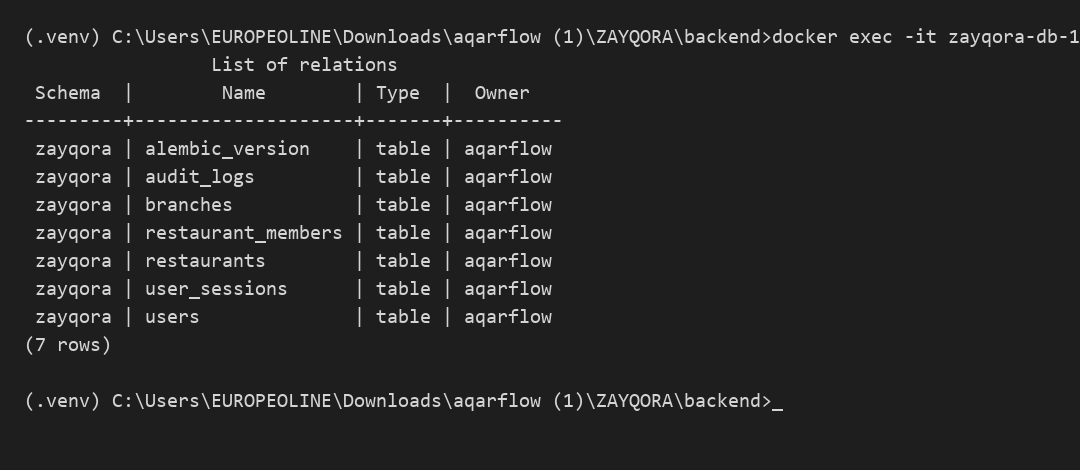 (.venv) C:\Users\EUROPEOLINE\Downloads\aqarflow (1)\ZAYQORA\backend>docker exec -it zayqora-db-1
                 List of relations
 Schema  |        Name        | Type  |  Owner
---------+--------------------+-------+----------
 zayqora | alembic_version    | table | aqarflow
 zayqora | audit_logs         | table | aqarflow
 zayqora | branches           | table | aqarflow
 zayqora | restaurant_members | table | aqarflow
 zayqora | restaurants        | table | aqarflow
 zayqora | user_sessions      | table | aqarflow
 zayqora | users              | table | aqarflow
(7 rows)

(.venv) C:\Users\EUROPEOLINE\Downloads\aqarflow (1)\ZAYQORA\backend>_